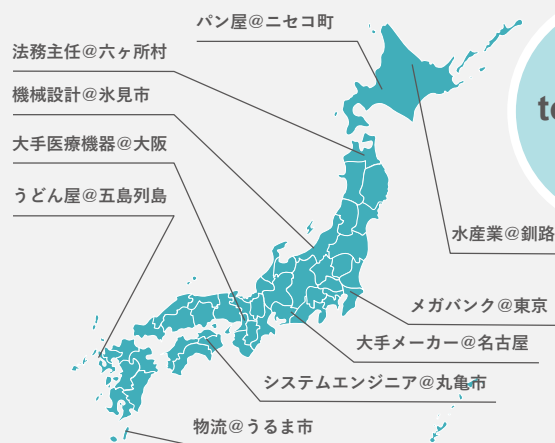 パン屋@ニセコ町
法務主任@六ヶ所村
機械設計@氷見市
大手医療機器@大阪
うどん屋@五島列島
水産業@釧路
メガバンク@東京
大手メーカー@名古屋
システムエンジニア@丸亀市
物流@うるま市